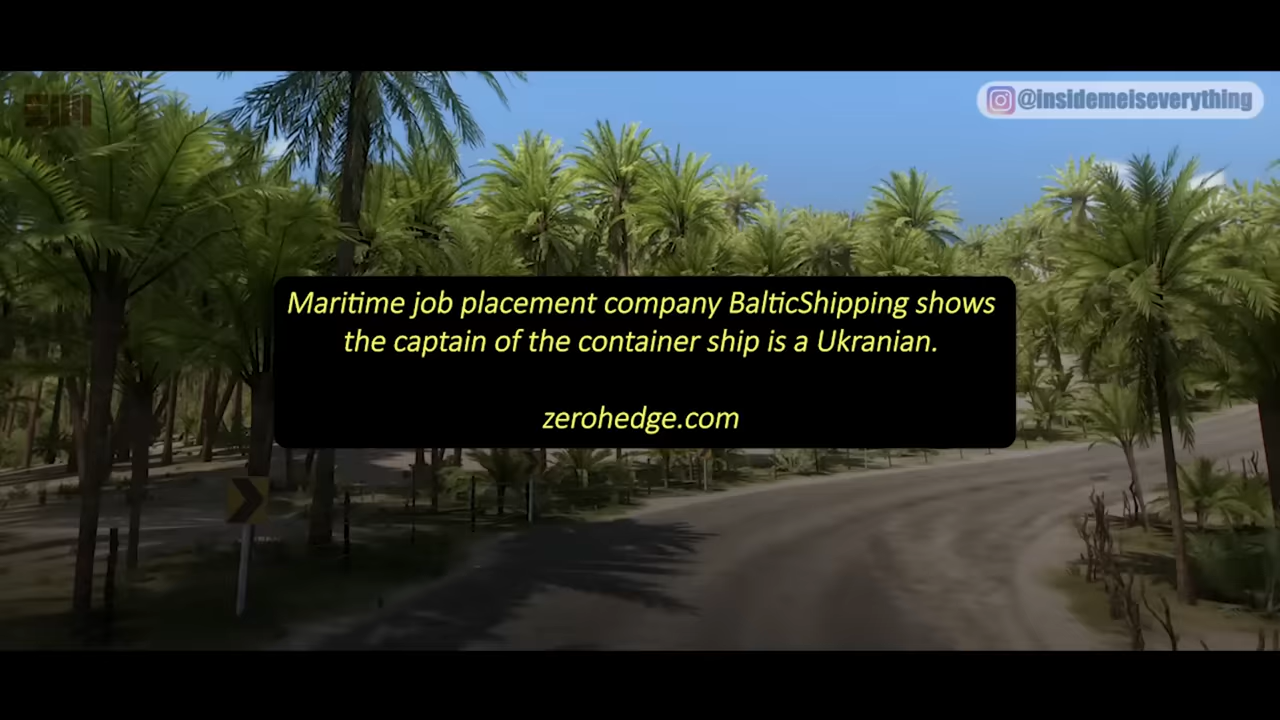 @insidemeiseverything
Maritime job placement company BalticShipping shows
the captain of the container ship is a Ukranian.
zerohedge.com